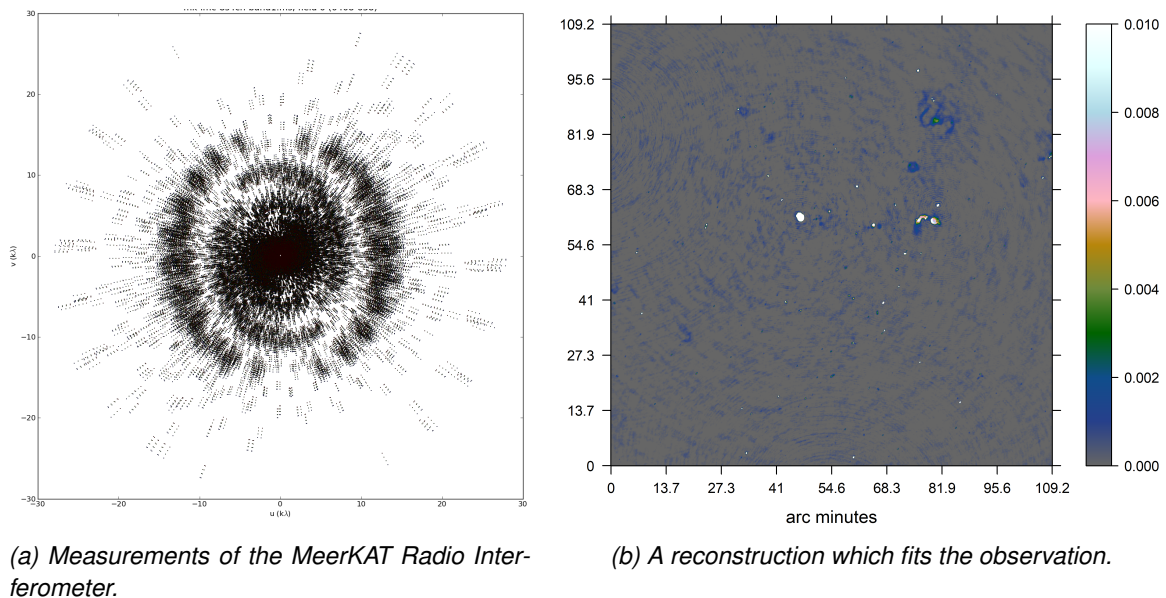 30
20
10
0
−10
−20
−30
v (kλ)
−30 −20 −10 0 10 20 30
u (kλ)
109.2
95.6
81.9
68.3
54.6
41
27.3
13.7
0
0 13.7 27.3 41 54.6 68.3 81.9 95.6 109.2
arc minutes
0.010
0.008
0.006
0.004
0.002
0.000
(a) Measurements of the MeerKAT Radio Inter-
ferometer.
(b) A reconstruction which fits the observation.